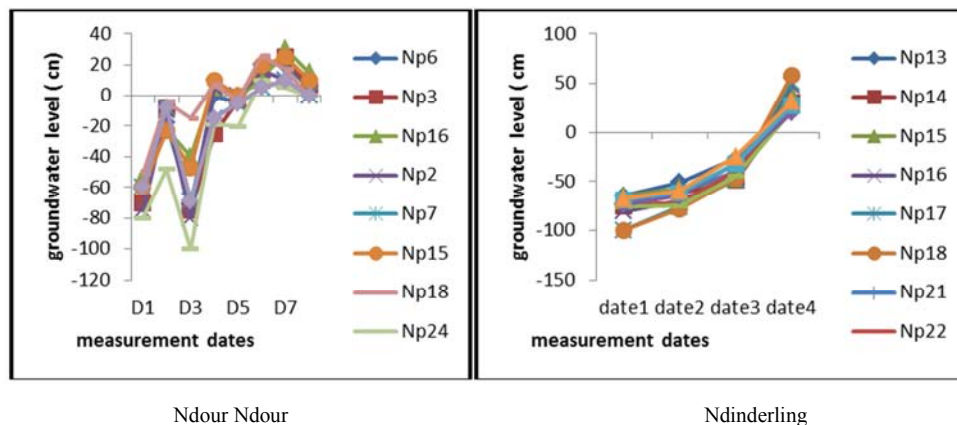 groundwater level ( cn)
40
20
0
-20
-40
-60
-80
-100
-120
D1 D3 D5 D7
measurement dates
Np6
Np3
Np16
Np2
Np7
Np15
Np18
Np24
groundwater level ( cm
100
50
0
-50
-100
-150
date1 date2 date3 date4
measurement dates
Np13
Np14
Np15
Np16
Np17
Np18
Np21
Np22
Ndour Ndour
Ndinderling